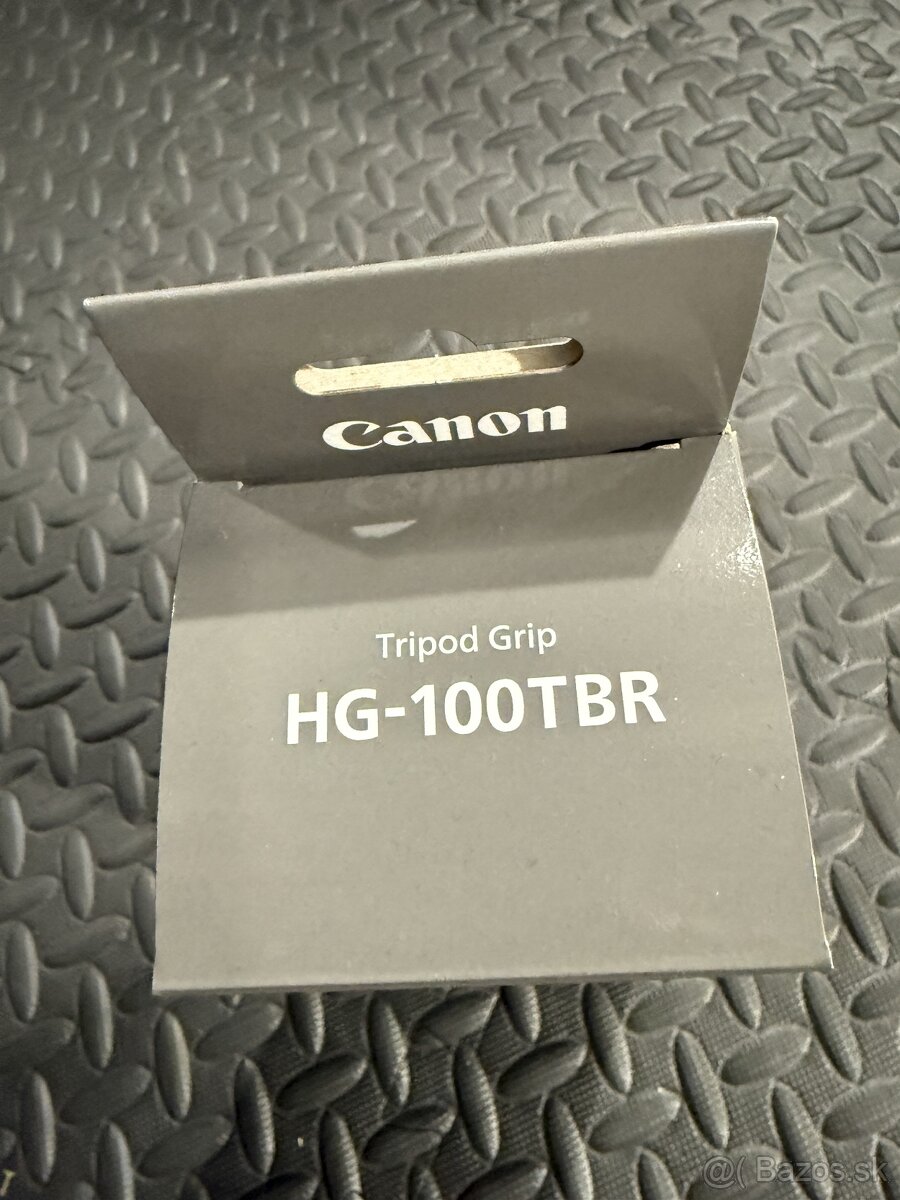 Canon
Tripod Grip
HG-100TBR
@( Bazos.sk